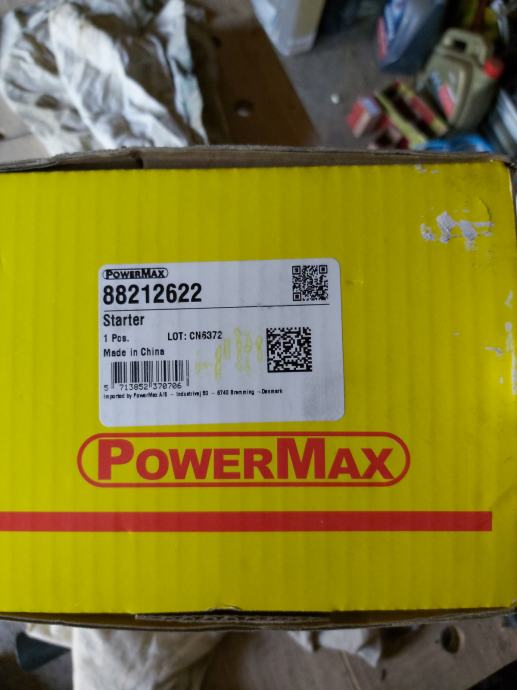 POWERMAX
88212622
Starter
1 Pcs. LOT: CN6372
Made in China
5 713852 370706
Imported by PowerMax A/S - Industrivej 50 - 6740 Bramming - Denmark
POWERMAX